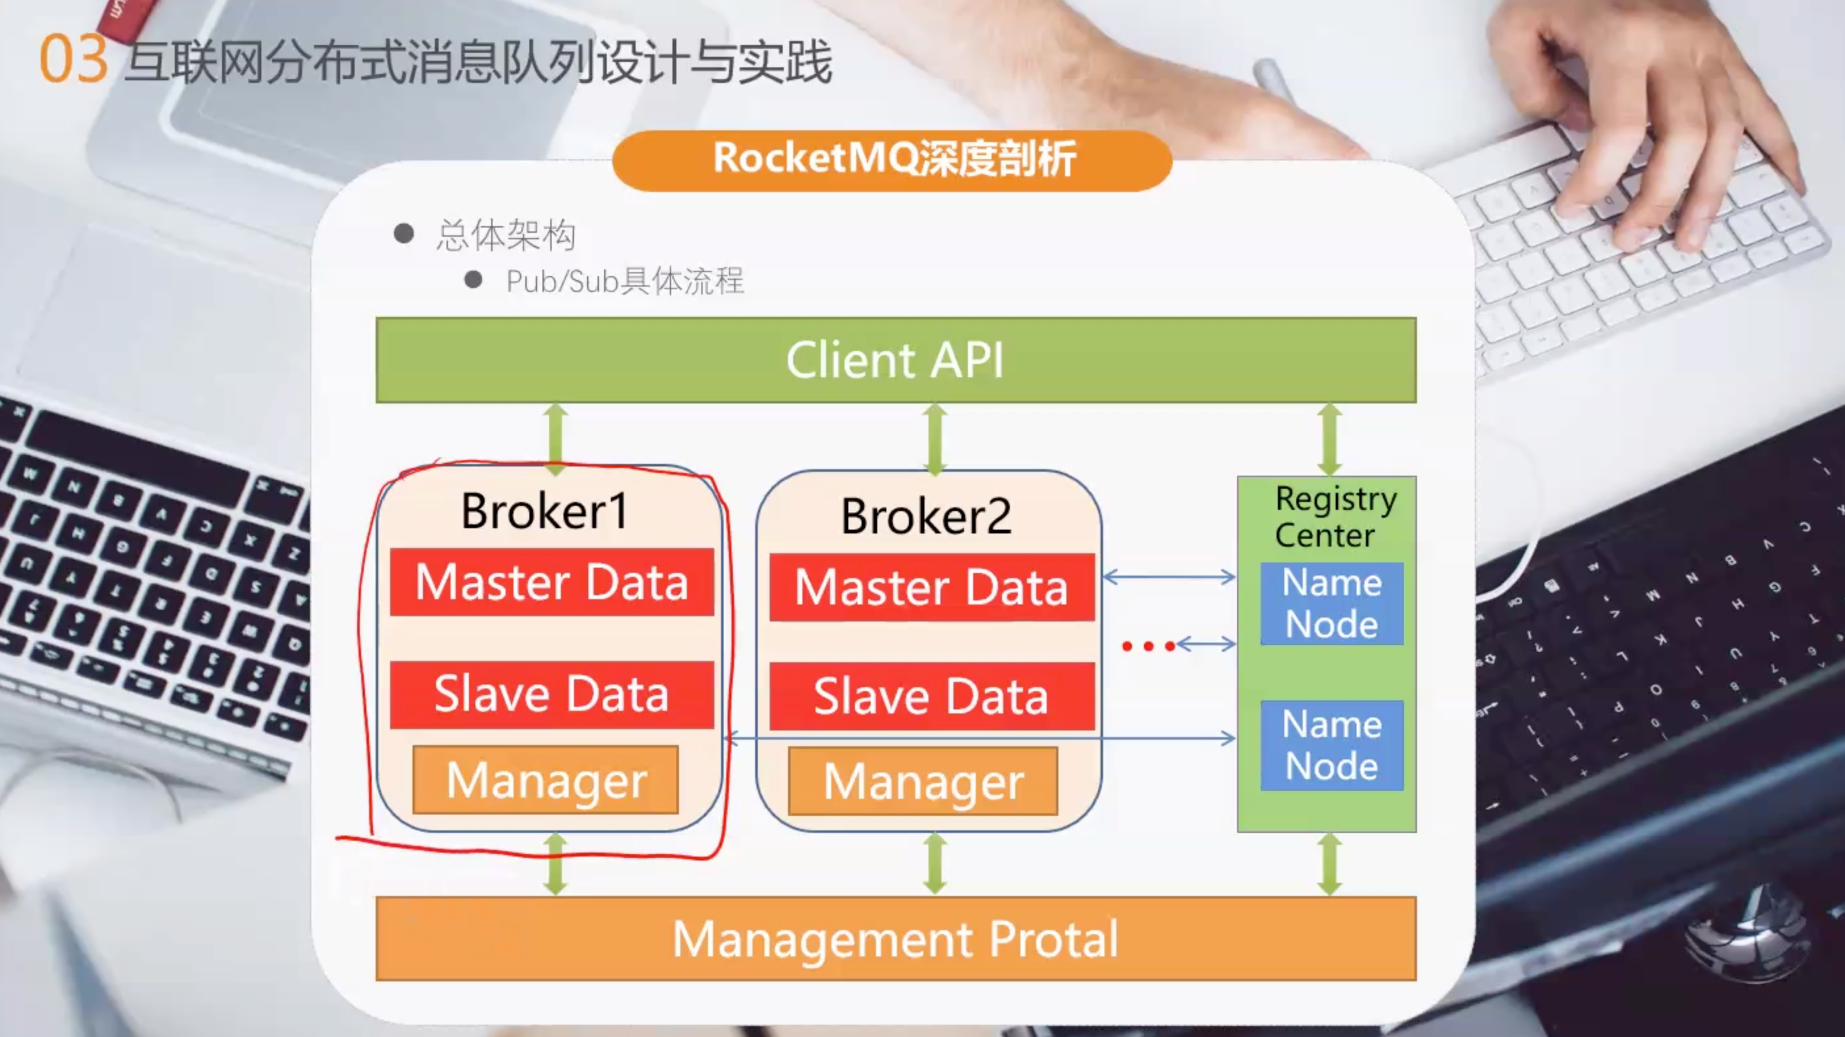 03 互联网分布式消息队列设计与实践
RocketMQ深度剖析
总体架构
Pub/Sub具体流程
Client API
Broker1
Master Data
Slave Data
Manager
Broker2
Master Data
Slave Data
Manager
Registry
Center
Name
Node
Name
Node
Management Protal